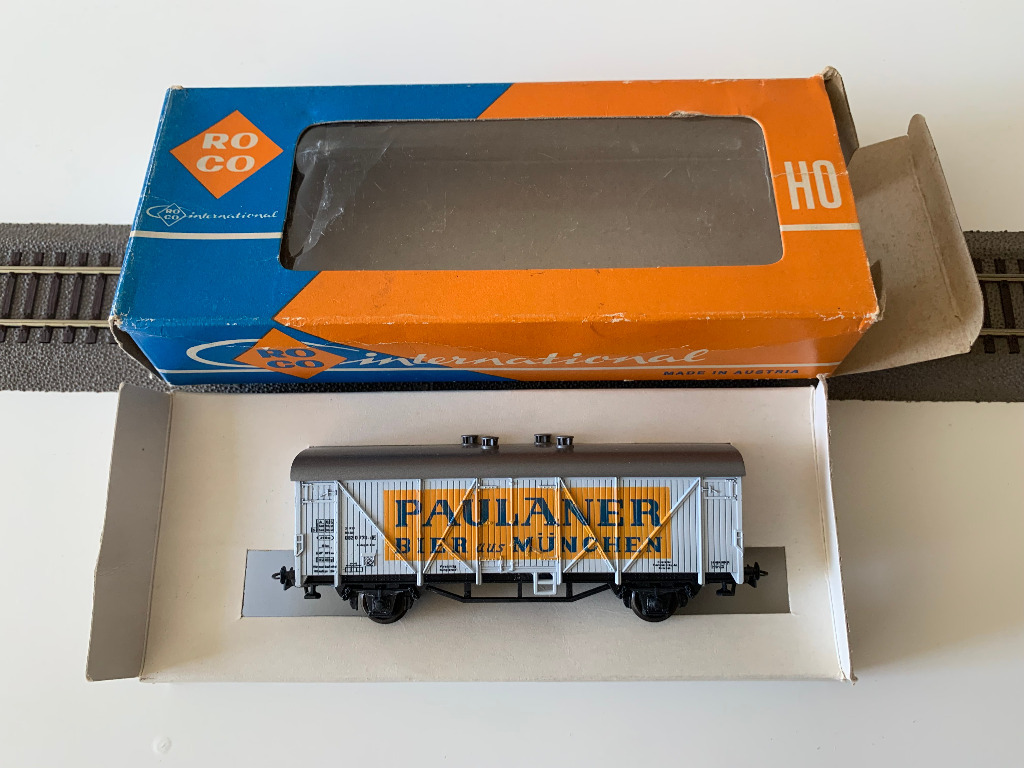 RO
CO
RO
CO international
HO
RO
CO international
MADE IN AUSTRIA
PAULANER
BIER aus MÜNCHEN